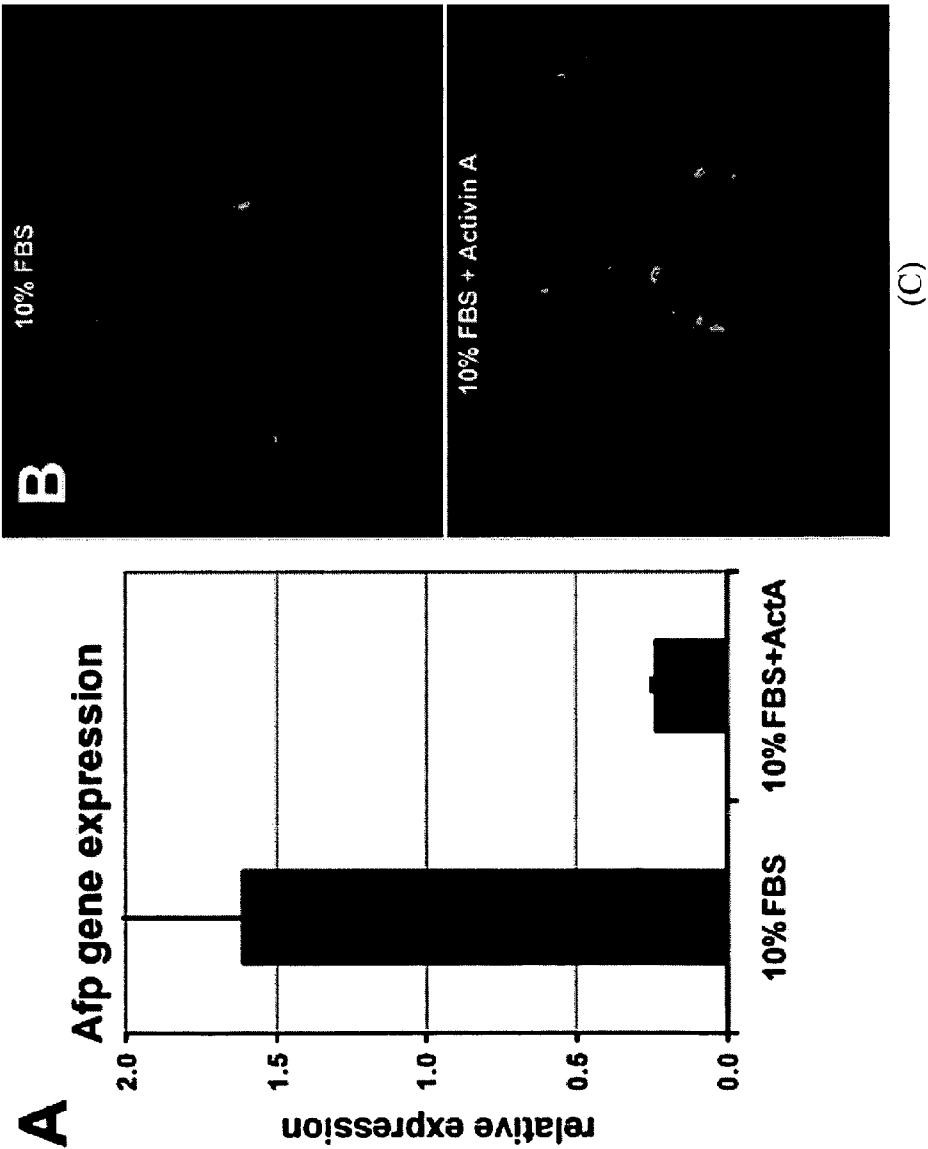 A
Afp gene expression
relative expression
2.0
1.5
1.0
0.5
0.0
10%FBS
10%FBS+ActA
B
10% FBS
10% FBS + Activin A
(C)